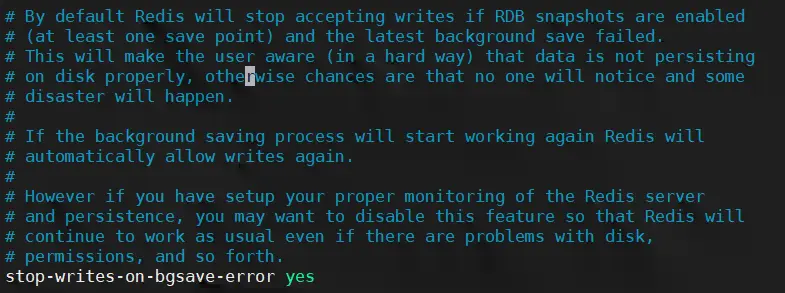 # By default Redis will stop accepting writes if RDB snapshots are enabled
# (at least one save point) and the latest background save failed.
# This will make the user aware (in a hard way) that data is not persisting
# on disk properly, otherwise chances are that no one will notice and some
# disaster will happen.
#
# If the background saving process will start working again Redis will
# automatically allow writes again.
#
# However if you have setup your proper monitoring of the Redis server
# and persistence, you may want to disable this feature so that Redis will
# continue to work as usual even if there are problems with disk,
# permissions, and so forth.
stop-writes-on-bgsave-error yes